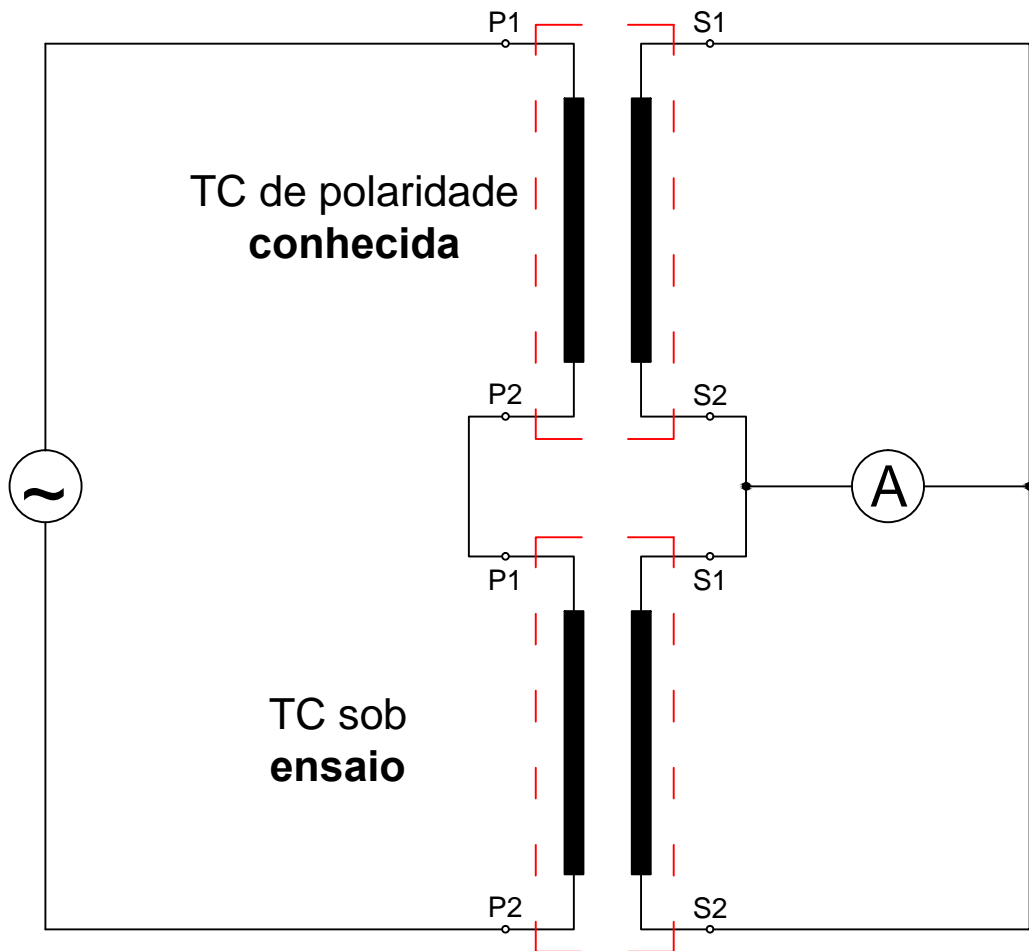 P1
S1
TC de polaridade
conhecida
P2
S2
~
A
P1
S1
TC sob
ensaio
P2
S2